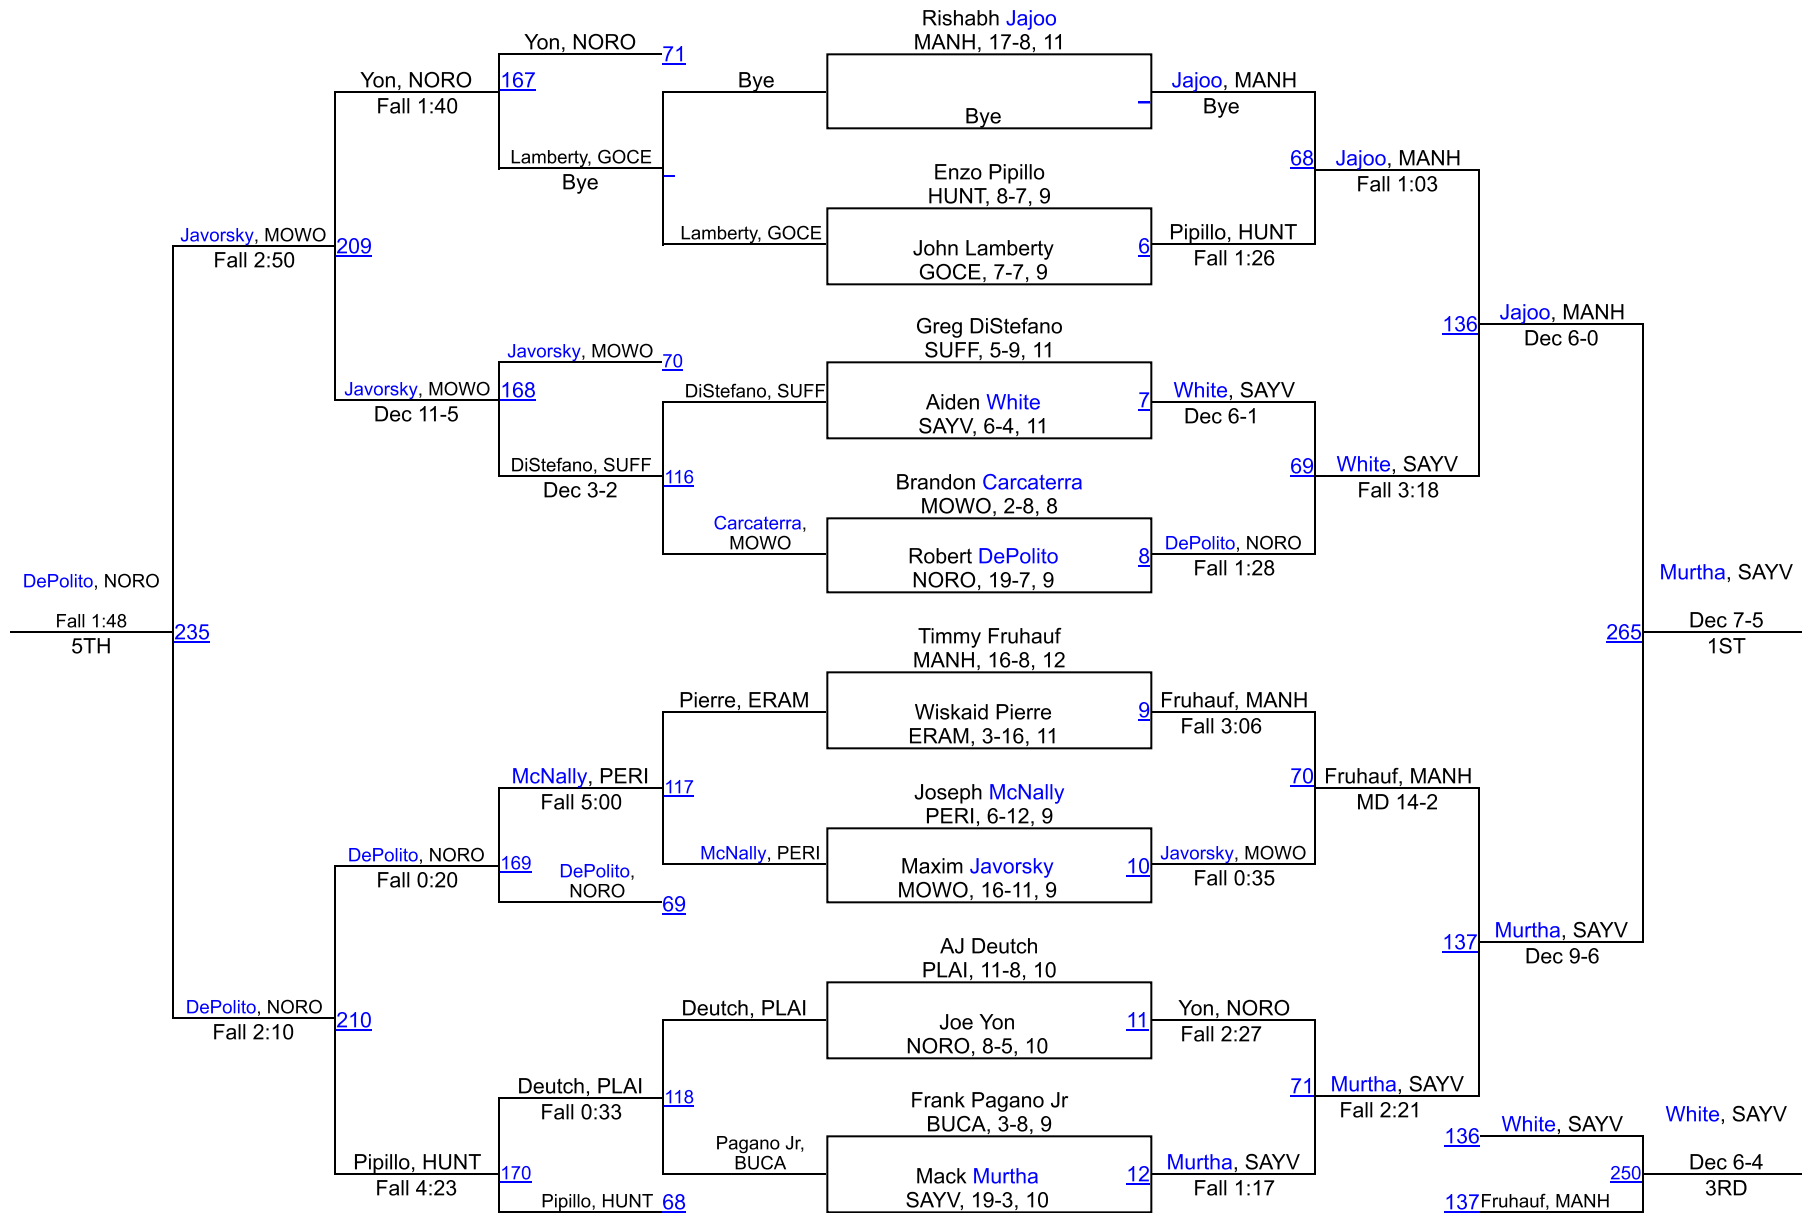 Rishabh Jajoo
MANH, 17-8, 11
Yon, NORO
71
Yon, NORO
167
Bye
Jajoo, MANH
Fall 1:40
Bye
Bye
Lamberty, GOCE
Bye
68
Jajoo, MANH
Fall 1:03
Enzo Pipillo
HUNT, 8-7, 9
Lamberty, GOCE
Pipillo, HUNT
John Lamberty
6
GOCE, 7-7, 9
Fall 1:26
Javorsky, MOWO
209
Fall 2:50
Jajoo, MANH
136
Dec 6-0
Greg DiStefano
SUFF, 5-9, 11
Javorsky, MOWO
70
Javorsky, MOWO
168
Dec 11-5
DiStefano, SUFF
White, SAYV
Aiden White
7
SAYV, 6-4, 11
Dec 6-1
DiStefano, SUFF
116
Dec 3-2
69
White, SAYV
Fall 3:18
Brandon Carcaterra
MOWO, 2-8, 8
Carcaterra,
MOWO
DePolito, NORO
Robert DePolito
8
NORO, 19-7, 9
Fall 1:28
DePolito, NORO
Fall 1:48
235
5TH
Murtha, SAYV
Dec 7-5
265
1ST
Timmy Fruhauf
MANH, 16-8, 12
Pierre, ERAM
Fruhauf, MANH
Wiskaid Pierre
9
ERAM, 3-16, 11
Fall 3:06
McNally, PERI
117
Fall 5:00
70
Fruhauf, MANH
MD 14-2
Joseph McNally
PERI, 6-12, 9
McNally, PERI
Javorsky, MOWO
Maxim Javorsky
10
MOWO, 16-11, 9
Fall 0:35
DePolito, NORO
169
Fall 0:20
DePolito,
NORO
69
Murtha, SAYV
137
Dec 9-6
AJ Deutch
PLAI, 11-8, 10
DePolito, NORO
210
Fall 2:10
Deutch, PLAI
Yon, NORO
Joe Yon
11
NORO, 8-5, 10
Fall 2:27
Deutch, PLAI
118
Fall 0:33
71
Murtha, SAYV
Fall 2:21
Frank Pagano Jr
BUCA, 3-8, 9
Pagano Jr,
BUCA
Murtha, SAYV
Mack Murtha
12
SAYV, 19-3, 10
Fall 1:17
Pipillo, HUNT
170
Fall 4:23
Pipillo, HUNT
68
White, SAYV
136
White, SAYV
Dec 6-4
250
3RD
137
Fruhauf, MANH